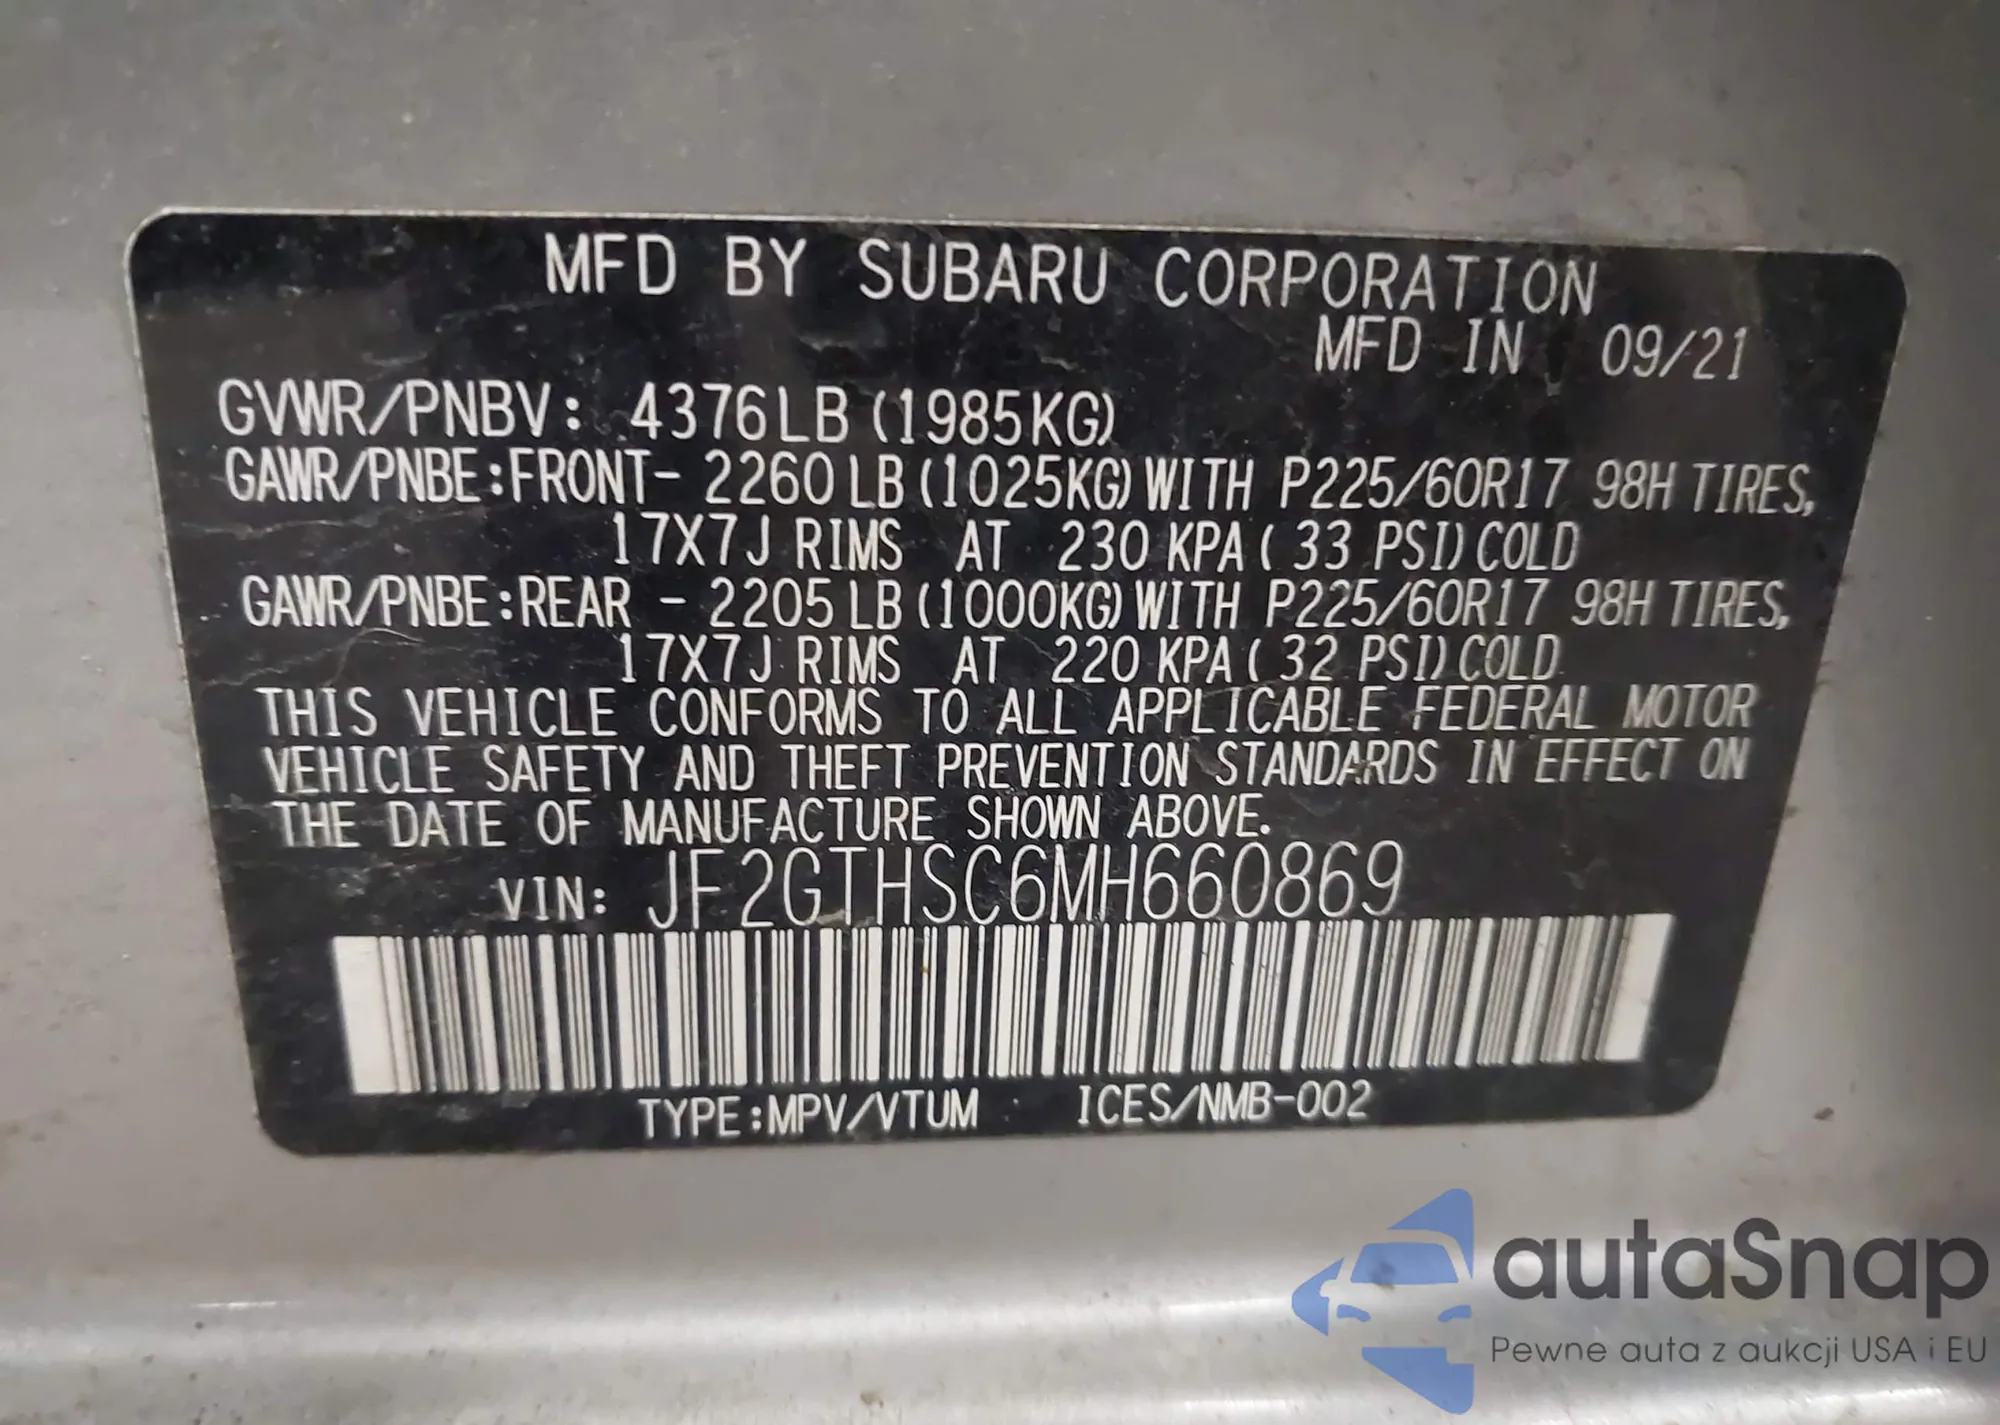 MFD BY SUBARU CORPORATION
MFD IN 09/21
GVWR/PNBV: 4376LB (1985KG)
GAWR/PNBE:FRONT- 2260 LB (1025KG) WITH P225/60R17 98H TIRES,
17X7J RIMS AT 230 KPA ( 33 PSI) COLD
GAWR/PNBE:REAR - 2205 LB (1000KG) WITH P225/60R17 98H TIRES,
17X7J RIMS AT 220 KPA ( 32 PSI) COLD
THIS VEHICLE CONFORMS TO ALL APPLICABLE FEDERAL MOTOR
VEHICLE SAFETY AND THEFT PREVENTION STANDARDS IN EFFECT ON
THE DATE OF MANUFACTURE SHOWN ABOVE.
VIN: JF2GTHSC6MH660869
TYPE:MPV/VTUM ICES/NMB-002
autaSnap
Pewne auta z aukcji USA i EU